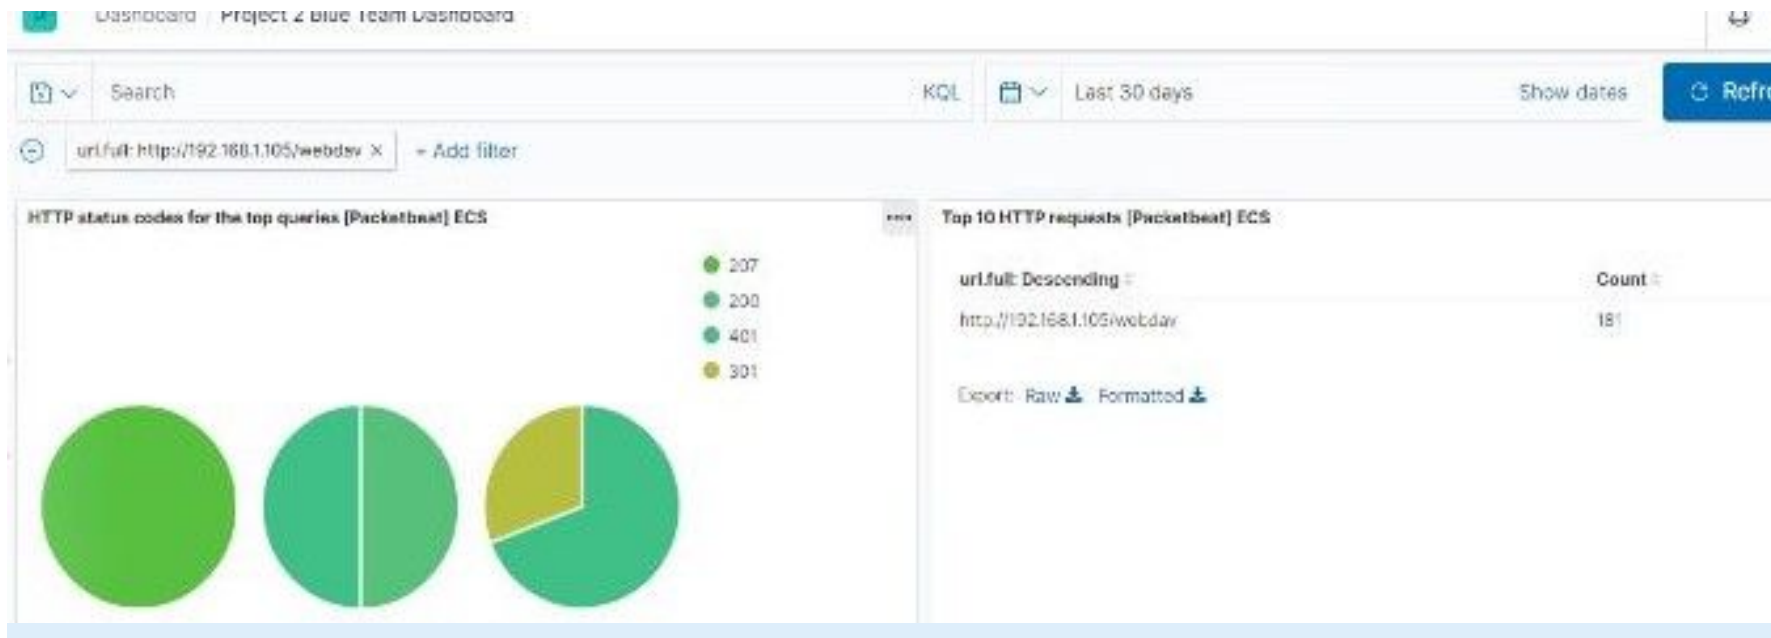 Dashboard Project 2 Blue Team Dashboard
Search KQL Last 30 days Show dates Refre
url.full: http://192.168.1.105/webdav × + Add filter
HTTP status codes for the top queries [Packetbeat] ECS
207
200
401
301
Top 10 HTTP requests [Packetbeat] ECS
url.full: Descending Count
http://192.168.1.105/webdav 181
Export: Raw Formatted